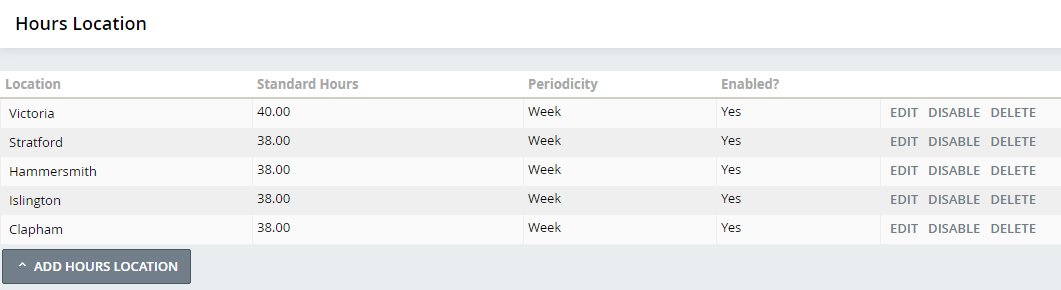 Hours Location
Location Standard Hours Periodicity Enabled?
Victoria 40.00 Week Yes EDIT DISABLE DELETE
Stratford 38.00 Week Yes EDIT DISABLE DELETE
Hammersmith 38.00 Week Yes EDIT DISABLE DELETE
Islington 38.00 Week Yes EDIT DISABLE DELETE
Clapham 38.00 Week Yes EDIT DISABLE DELETE
ADD HOURS LOCATION